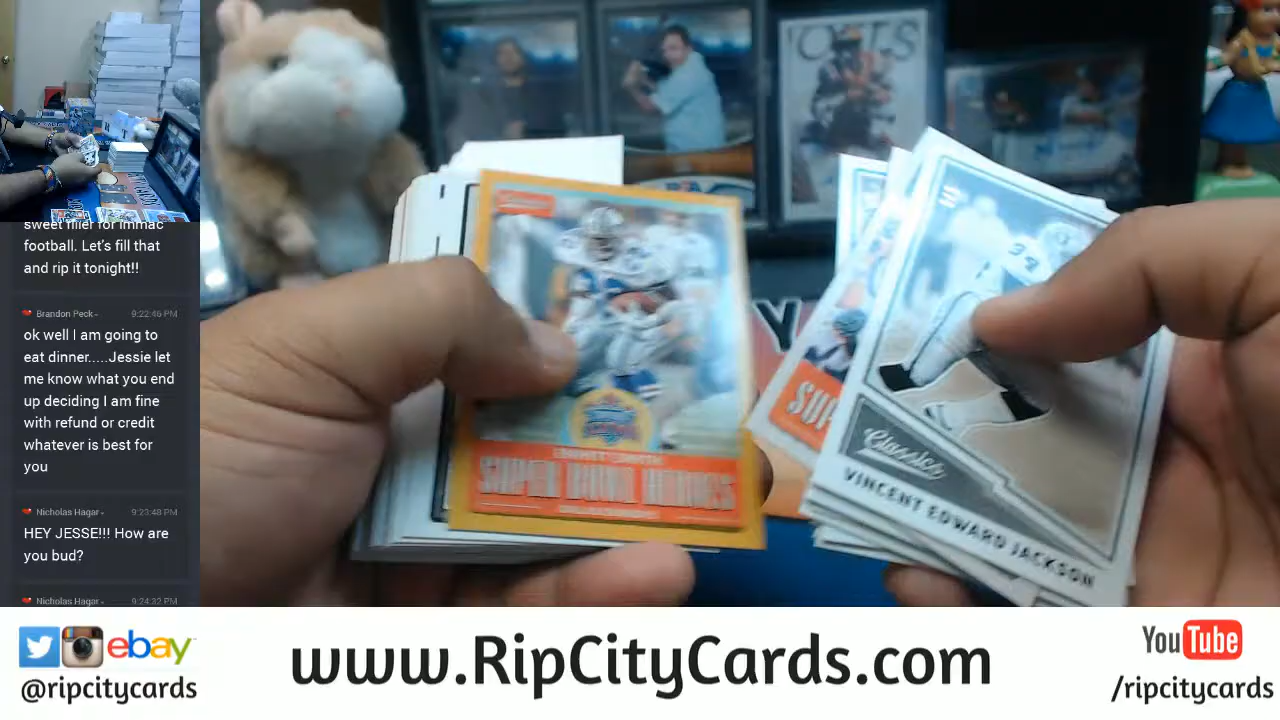 sweet filler for immac
football. Let's fill that
and rip it tonight!!
Brandon Peck 9:22:46 PM
ok well I am going to
eat dinner.....Jessie let
me know what you end
up deciding I am fine
with refund or credit
whatever is best for
you
Nicholas Hagar 9:23:48 PM
HEY JESSE!!! How are
you bud?
Nicholas Hagar 9:24:32 PM
EMMITT SMITH
SUPER BOWL HEROES
SUP
34
Classics
VINCENT EDWARD JACKSON
ebay
@ripcitycards
www.RipCityCards.com
YouTube
/ripcitycards